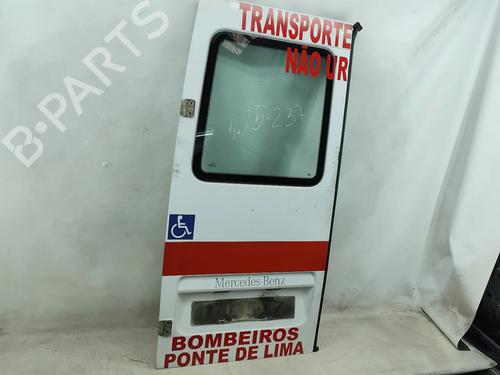 B-PARTS
TRANSPORTE
NÃO UR
15-237
Mercedes-Benz
BOMBEIROS
PONTE DE LIMA